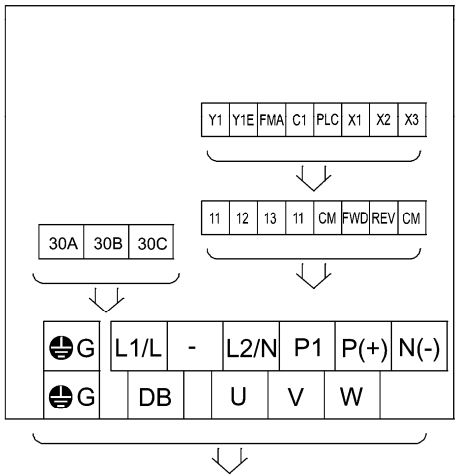 Y1 Y1E FMA C1 PLC X1 X2 X3
11 12 13 11 CM FWD REV CM
30A 30B 30C
G L1/L - L2/N P1 P(+) N(-)
G DB U V W